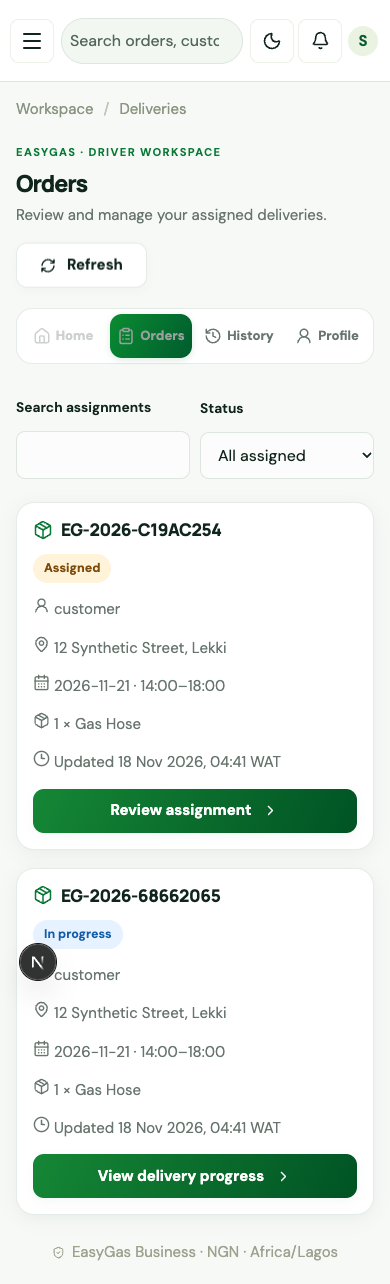 Search orders, custo
S
Workspace / Deliveries
EASYGAS · DRIVER WORKSPACE
Orders
Review and manage your assigned deliveries.
Refresh
Home Orders History Profile
Search assignments Status
All assigned
EG-2026-C19AC254
Assigned
customer
12 Synthetic Street, Lekki
2026-11-21 · 14:00–18:00
1 × Gas Hose
Updated 18 Nov 2026, 04:41 WAT
Review assignment
EG-2026-68662065
In progress
N
customer
12 Synthetic Street, Lekki
2026-11-21 · 14:00–18:00
1 × Gas Hose
Updated 18 Nov 2026, 04:41 WAT
View delivery progress
EasyGas Business · NGN · Africa/Lagos